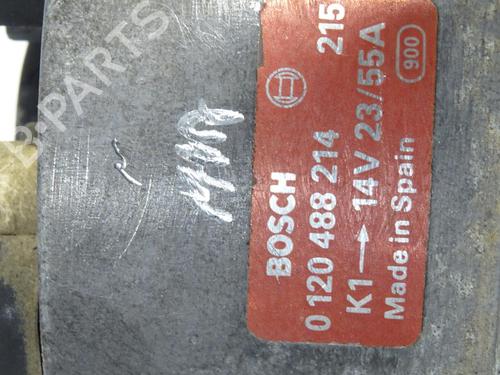 BOSCH
0 120 488 214 215
K1→14V 23/55A
Made in Spain 900
B-PARTS